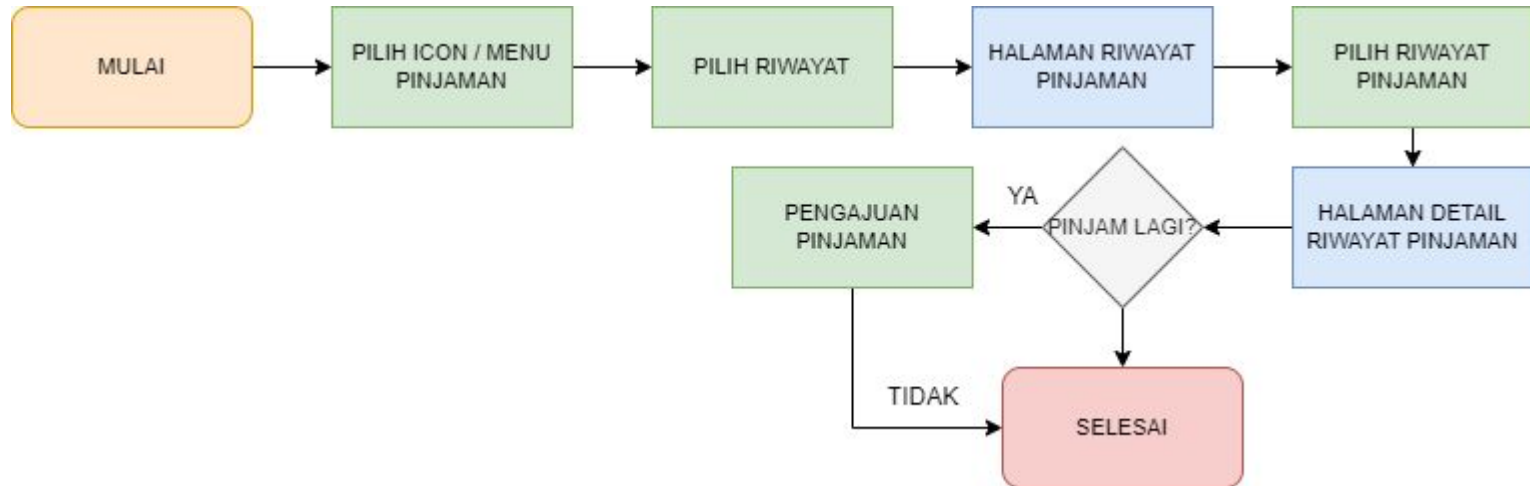 MULAI
PILIH ICON / MENU
PINJAMAN
PILIH RIWAYAT
HALAMAN RIWAYAT
PINJAMAN
PILIH RIWAYAT
PINJAMAN
HALAMAN DETAIL
RIWAYAT PINJAMAN
PINJAM LAGI?
YA
PENGAJUAN
PINJAMAN
TIDAK
SELESAI